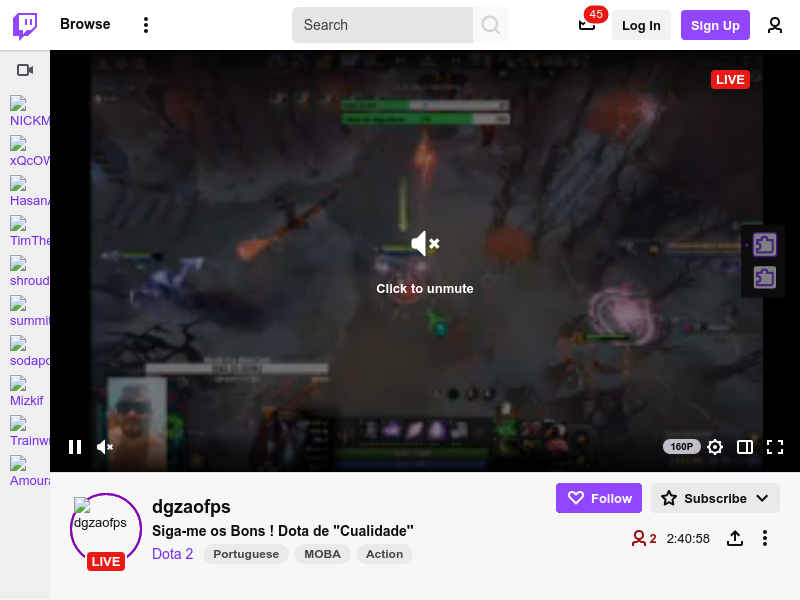 Browse
Search
45
Log In
Sign Up
LIVE
NICKM
xQcOW
HasanA
TimThe
shroud
summit
sodapo
Mizkif
Trainw
Amoura
Click to unmute
160P
dgzaofps
LIVE
dgzaofps
Siga-me os Bons ! Dota de "Cualidade"
Dota 2
Portuguese
MOBA
Action
Follow
Subscribe
2
2:40:58